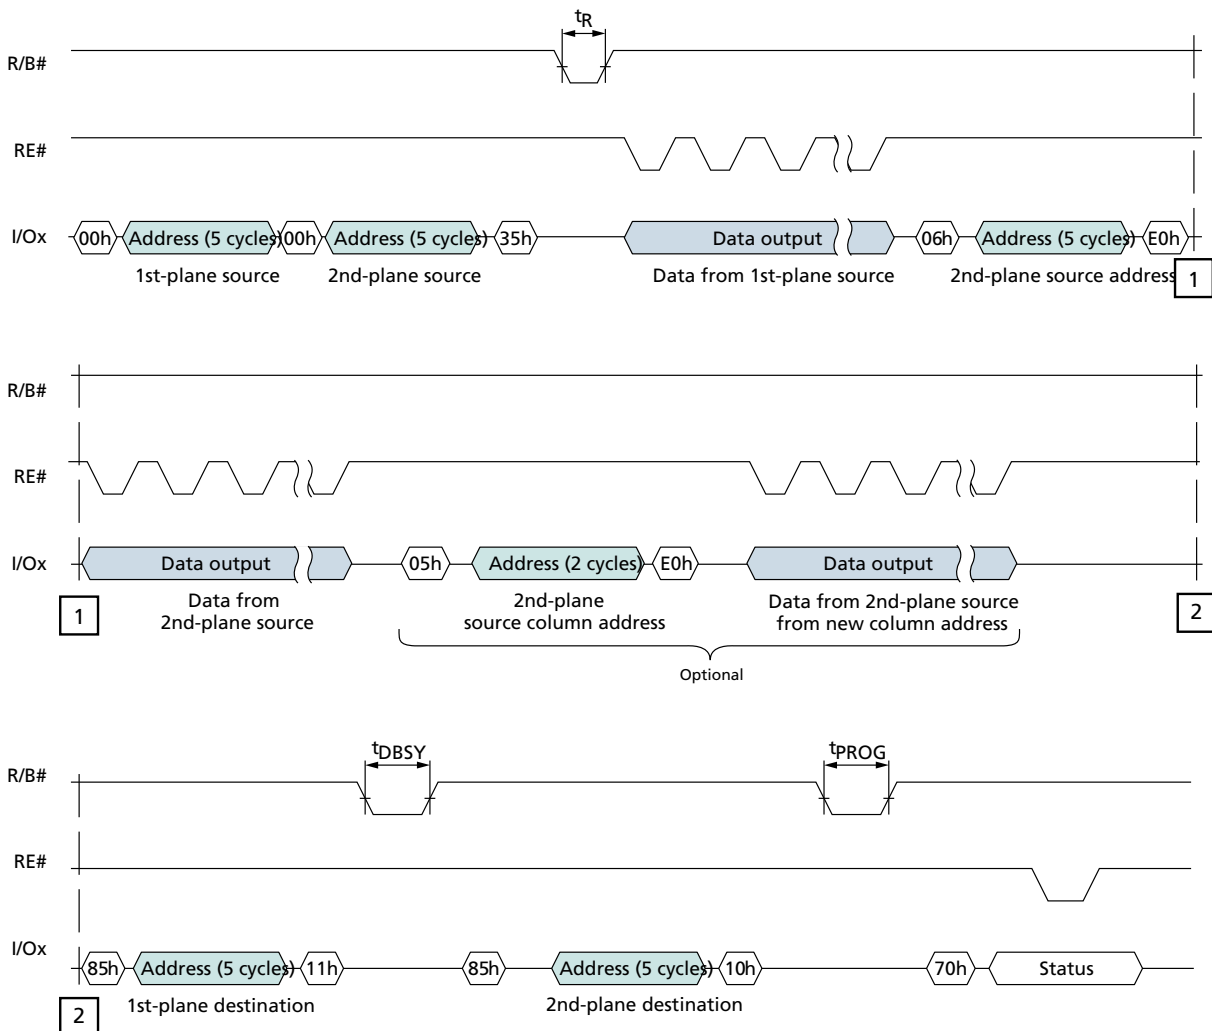 tR
R/B#
RE#
I/Ox 00h Address (5 cycles) 00h Address (5 cycles) 35h Data output 06h Address (5 cycles) E0h
1st-plane source 2nd-plane source Data from 1st-plane source 2nd-plane source address
1
R/B#
RE#
I/Ox Data output 05h Address (2 cycles) E0h Data output
1
Data from
2nd-plane source
2nd-plane
source column address
Data from 2nd-plane source
from new column address
2
Optional
tDBSY tPROG
R/B#
RE#
I/Ox 85h Address (5 cycles) 11h 85h Address (5 cycles) 10h 70h Status
2
1st-plane destination 2nd-plane destination